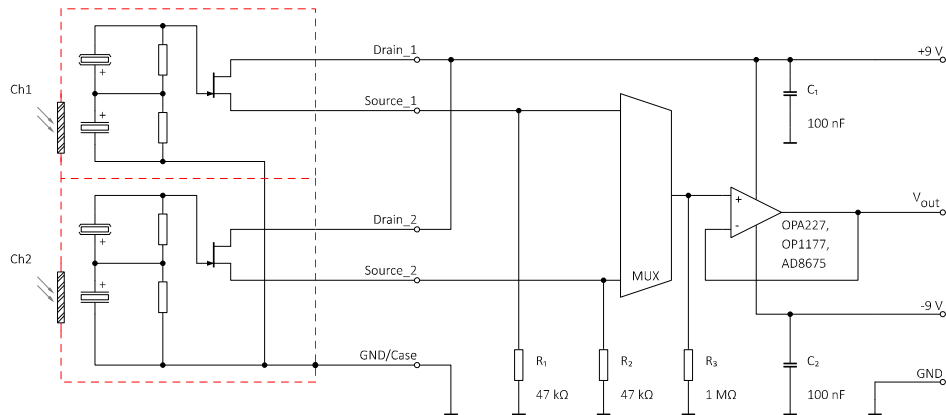 Drain_1
+9 V
Ch1
+
C₁
Source_1
100 nF
+
Drain_2
Vout
+
-
OPA227,
OP1177,
AD8675
+
Ch2
Source_2
MUX
-9 V
+
GND/Case
R₁
R₂
R₃
C₂
GND
47 kΩ
47 kΩ
1 MΩ
100 nF